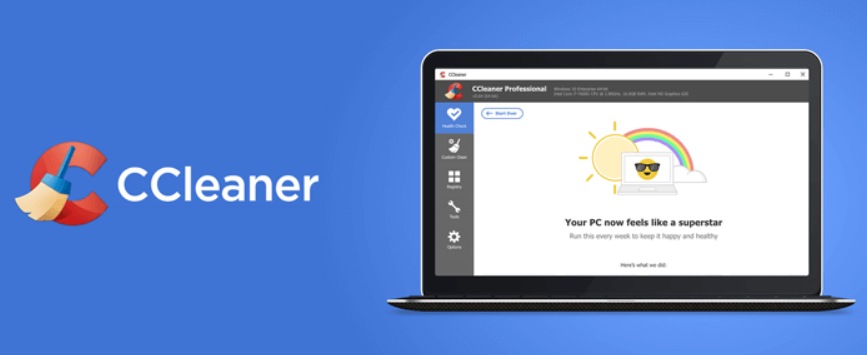 CCleaner
CCleaner
CCleaner Professional
Start Over
Health Check
Custom Clean
Registry
Tools
Options
Your PC now feels like a superstar
Run this every week to keep it happy and healthy
Here's what we did: